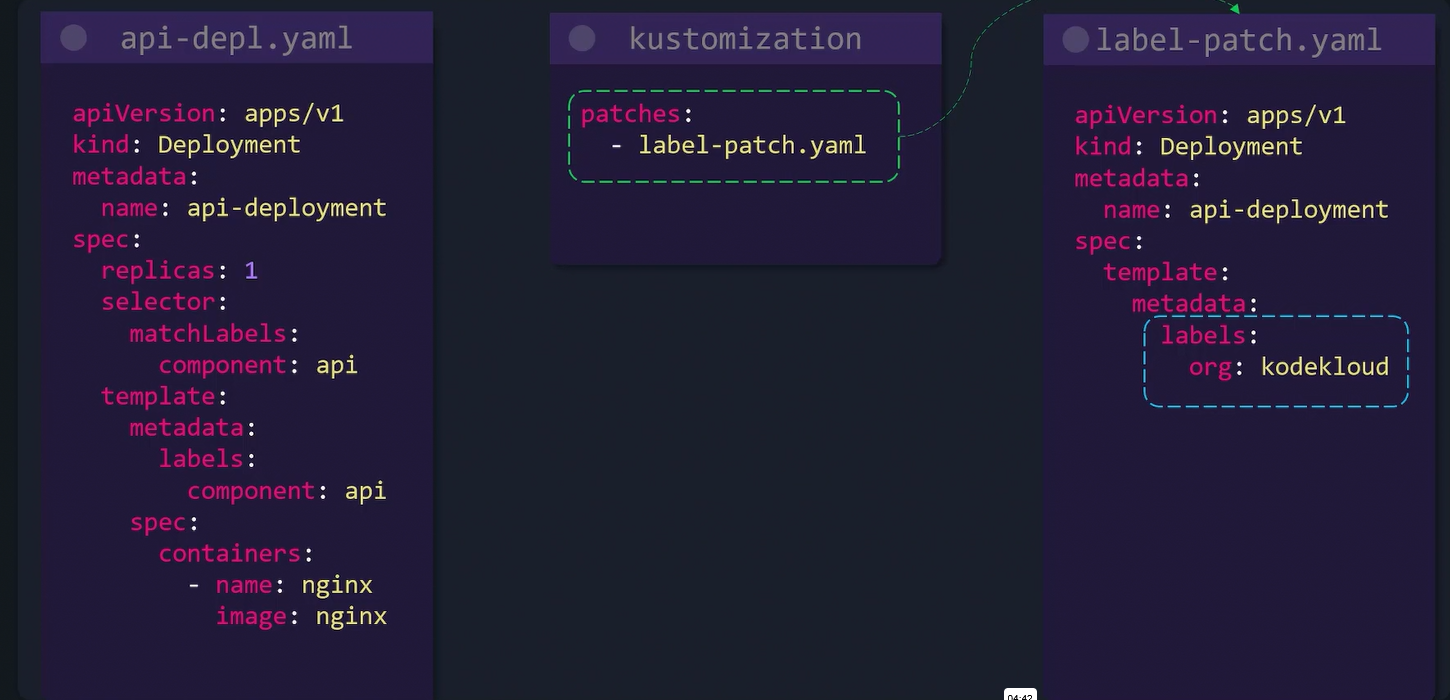 api-depl.yaml
apiVersion: apps/v1
kind: Deployment
metadata:
  name: api-deployment
spec:
  replicas: 1
  selector:
    matchLabels:
      component: api
  template:
    metadata:
      labels:
        component: api
    spec:
      containers:
        - name: nginx
          image: nginx
kustomization
patches:
  - label-patch.yaml
label-patch.yaml
apiVersion: apps/v1
kind: Deployment
metadata:
  name: api-deployment
spec:
  template:
    metadata:
      labels:
        org: kodekloud
04:42